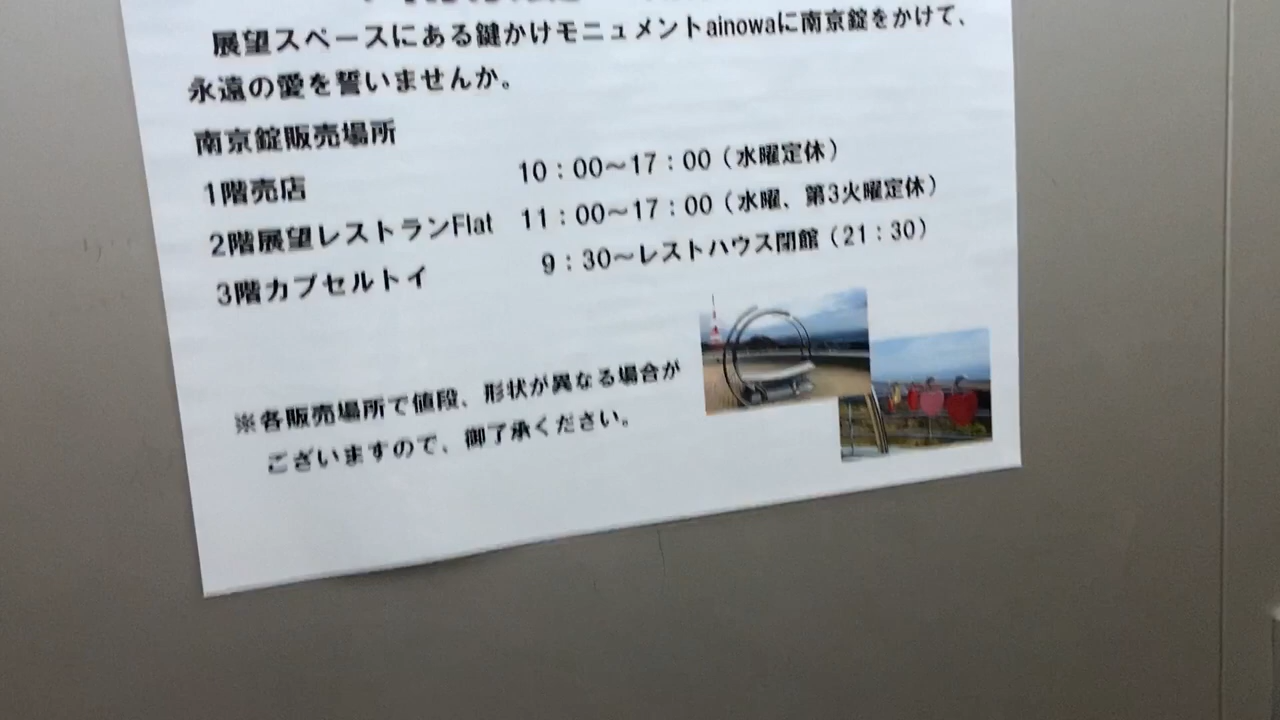 展望スペースにある鍵かけモニュメントainowaに南京錠をかけて、
永遠の愛を誓いませんか。
南京錠販売場所
1階売店 10：00～17：00（水曜定休）
2階展望レストランFlat 11：00～17：00（水曜、第3火曜定休）
3階カプセルトイ 9：30～レストハウス閉館（21：30）
※各販売場所で値段、形状が異なる場合が
ございますので、御了承ください。